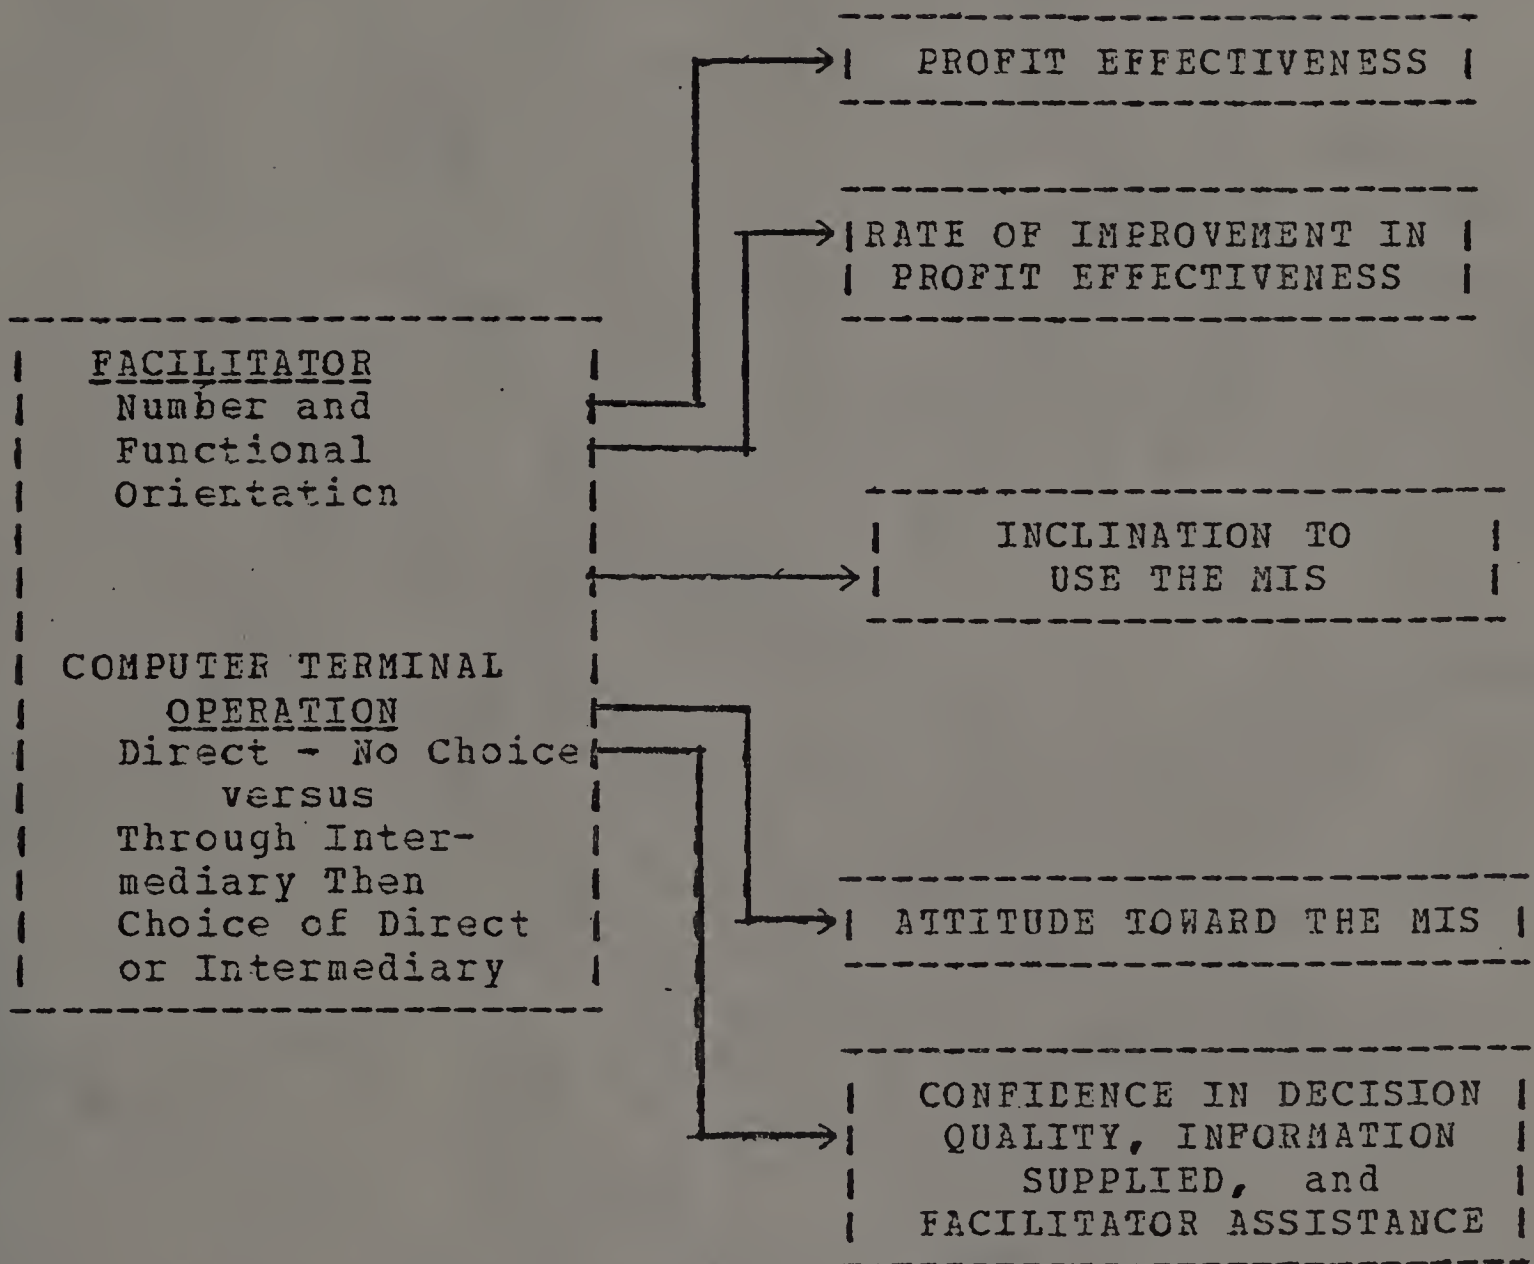 PROFIT EFFECTIVENESS
RATE OF IMPROVEMENT IN
PROFIT EFFECTIVENESS
FACILITATOR
Number and
Functional
Orientation
INCLINATION TO
USE THE MIS
COMPUTER TERMINAL
OPERATION
Direct - No Choice
versus
Through Inter-
mediary Then
Choice of Direct
or Intermediary
ATTITUDE TOWARD THE MIS
CONFIDENCE IN DECISION
QUALITY, INFORMATION
SUPPLIED, and
FACILITATOR ASSISTANCE